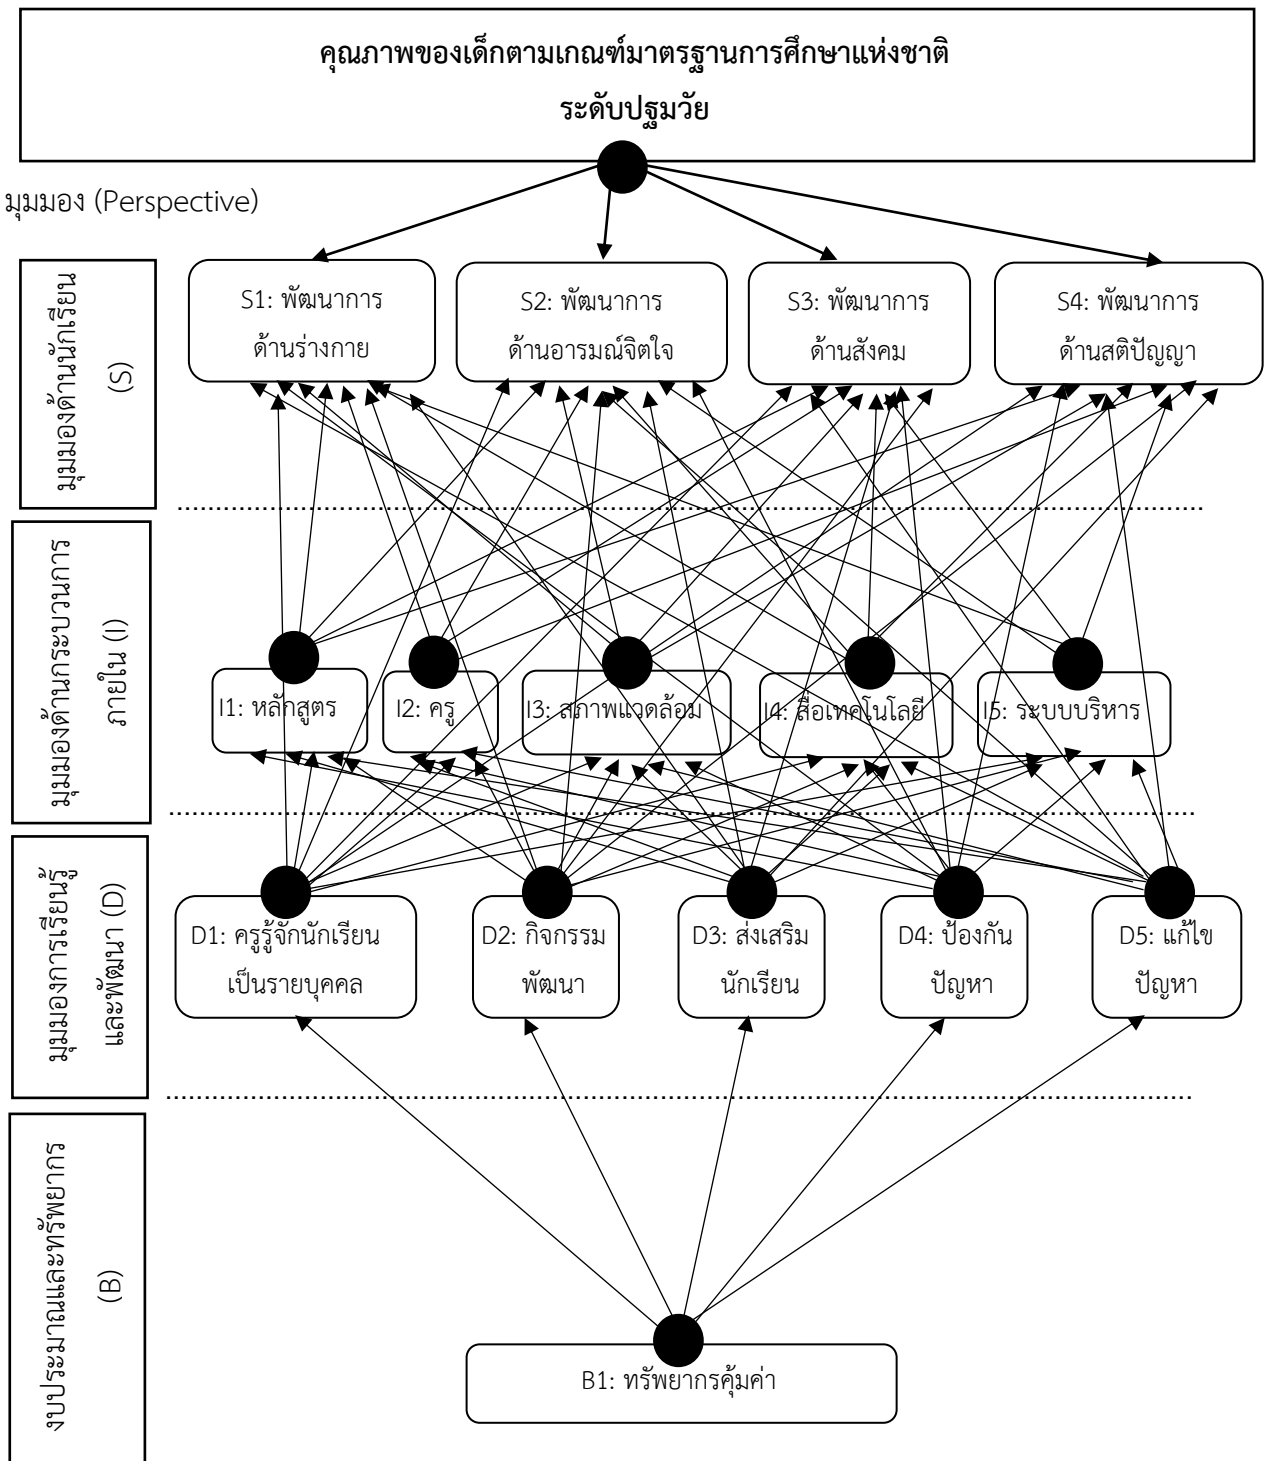 คุณภาพของเด็กตามเกณฑ์มาตรฐานการศึกษาแห่งชาติ
ระดับปฐมวัย
มุมมอง (Perspective)
มุมมองด้านนักเรียน
(S)
S1: พัฒนาการ
ด้านร่างกาย
S2: พัฒนาการ
ด้านอารมณ์จิตใจ
S3: พัฒนาการ
ด้านสังคม
S4: พัฒนาการ
ด้านสติปัญญา
มุมมองด้านกระบวนการ
ภายใน (I)
I1: หลักสูตร
I2: ครู
I3: สภาพแวดล้อม
I4: สื่อเทคโนโลยี
I5: ระบบบริหาร
มุมมองการเรียนรู้
และพัฒนา (D)
D1: ครูรู้จักนักเรียน
เป็นรายบุคคล
D2: กิจกรรม
พัฒนา
D3: ส่งเสริม
นักเรียน
D4: ป้องกัน
ปัญหา
D5: แก้ไข
ปัญหา
งบประมาณและทรัพยากร
(B)
B1: ทรัพยากรคุ้มค่า